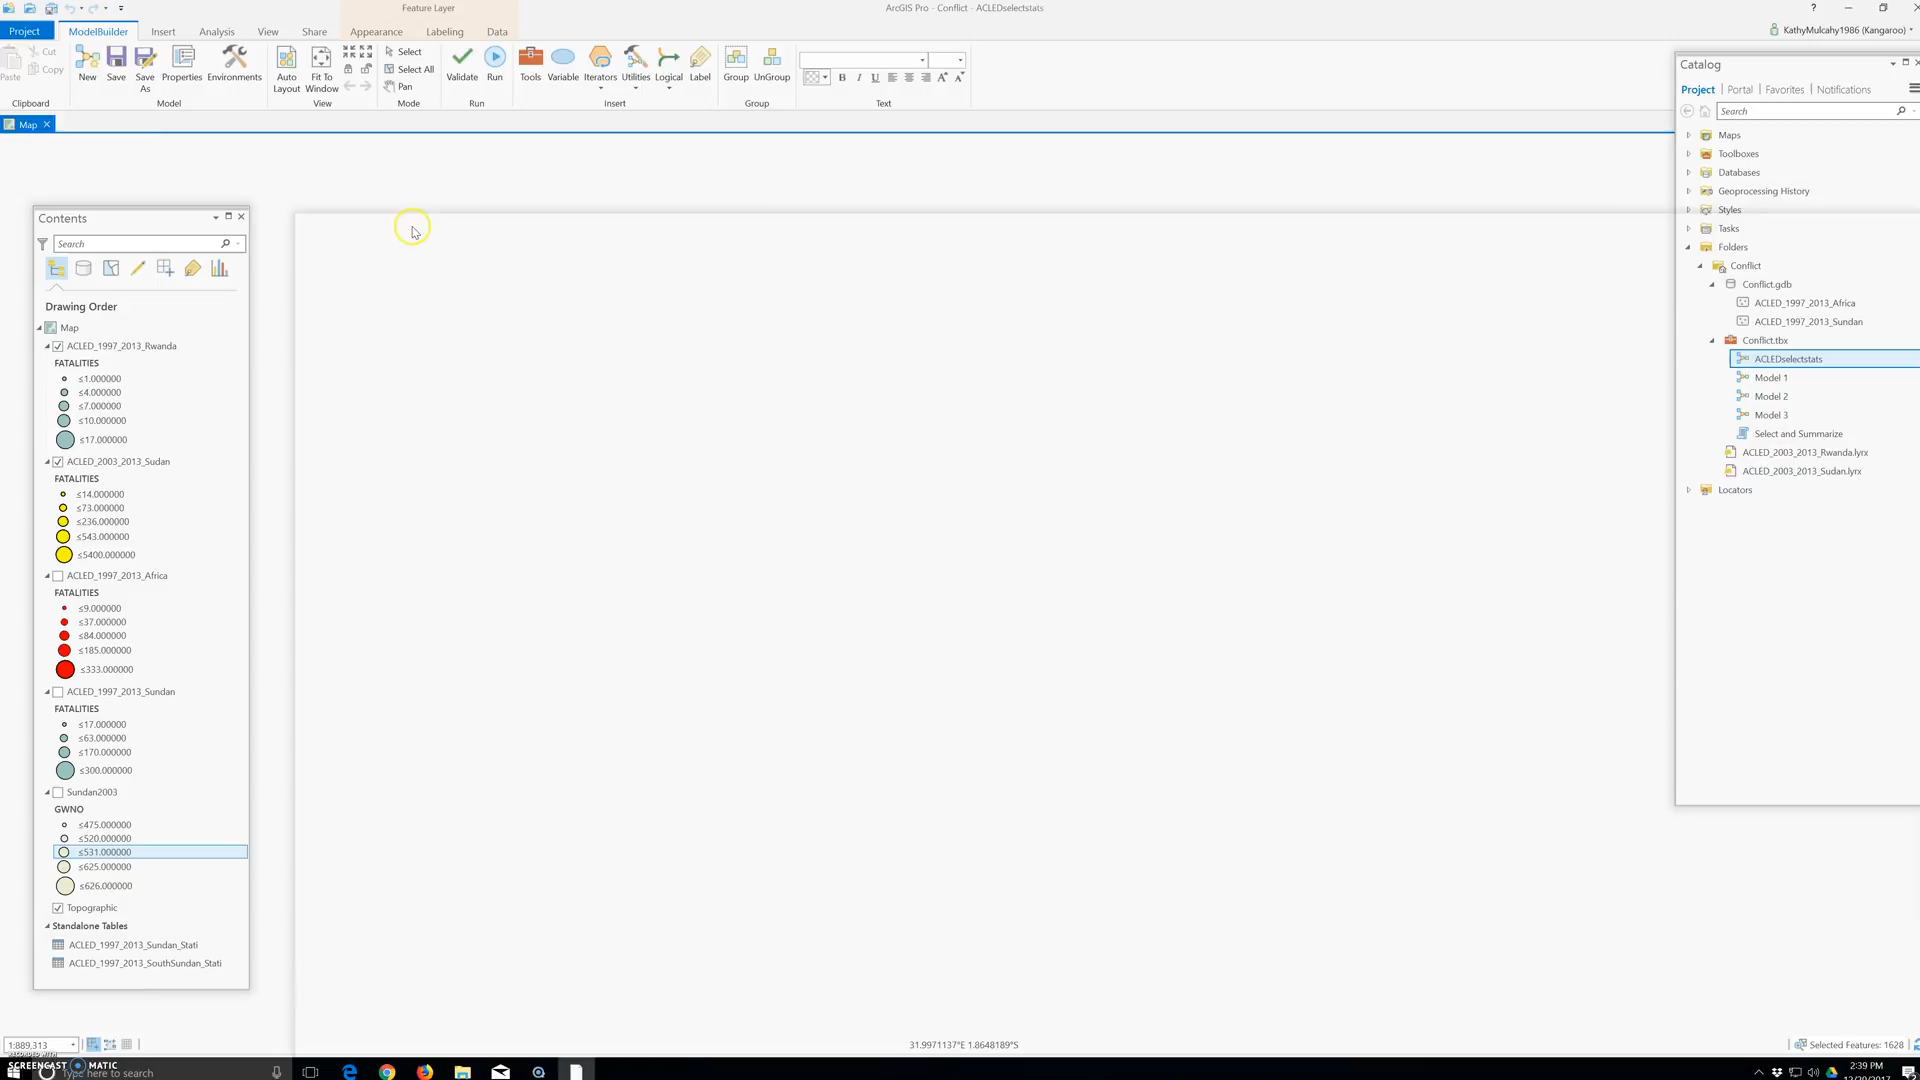 Feature Layer
ArcGIS Pro - Conflict - ACLEDselectstats
?
Project
ModelBuilder
Insert
Analysis
View
Share
Appearance
Labeling
Data
KathyMulcahy1986 (Kangaroo)
Paste
Cut
Copy
New
Save
Save As
Properties
Environments
Auto Layout
Fit To Window
Select
Select All
Pan
Validate
Run
Tools
Variable
Iterators
Utilities
Logical
Label
Group
UnGroup
B I U
A A
Clipboard
Model
View
Mode
Run
Insert
Group
Text
Map
Contents
Search
Drawing Order
Map
ACLED_1997_2013_Rwanda
FATALITIES
≤1.000000
≤4.000000
≤7.000000
≤10.000000
≤17.000000
ACLED_2003_2013_Sudan
FATALITIES
≤14.000000
≤73.000000
≤236.000000
≤543.000000
≤5400.000000
ACLED_1997_2013_Africa
FATALITIES
≤9.000000
≤37.000000
≤84.000000
≤185.000000
≤333.000000
ACLED_1997_2013_Sundan
FATALITIES
≤17.000000
≤63.000000
≤170.000000
≤300.000000
Sundan2003
GWNO
≤475.000000
≤520.000000
≤531.000000
≤625.000000
≤626.000000
Topographic
Standalone Tables
ACLED_1997_2013_Sundan_Stati
ACLED_1997_2013_SouthSundan_Stati
Catalog
Project | Portal | Favorites | Notifications
Search
Maps
Toolboxes
Databases
Geoprocessing History
Styles
Tasks
Folders
Conflict
Conflict.gdb
ACLED_1997_2013_Africa
ACLED_1997_2013_Sundan
Conflict.tbx
ACLEDselectstats
Model 1
Model 2
Model 3
Select and Summarize
ACLED_2003_2013_Rwanda.lyrx
ACLED_2003_2013_Sudan.lyrx
Locators
1:889,313
31.9971137°E 1.8648189°S
Selected Features: 1628
RECORDED WITH
SCREENCAST MATIC
Type here to search
2:39 PM
12/20/2017